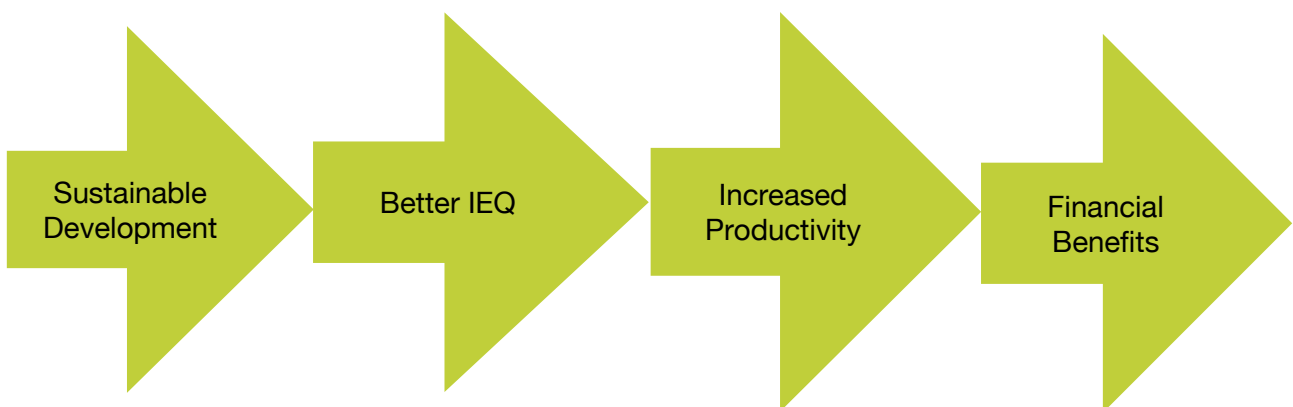 Sustainable
Development
Better IEQ
Increased
Productivity
Financial
Benefits